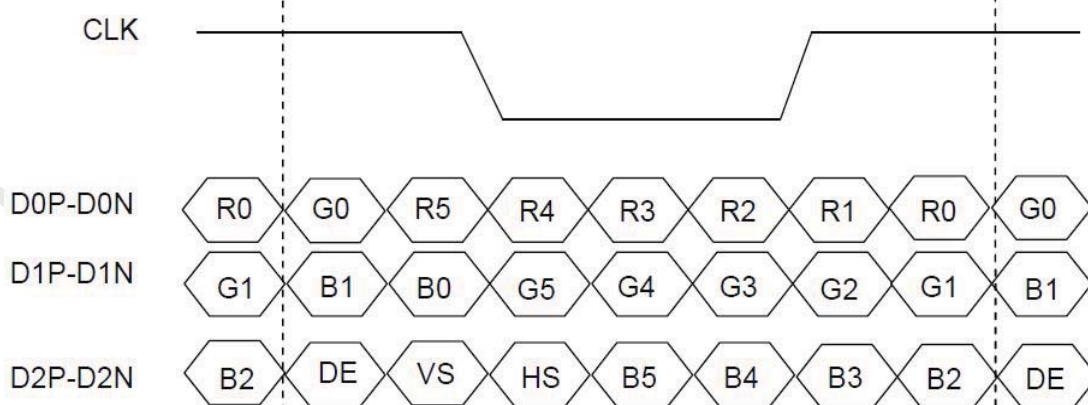 CLK
D0P-D0N R0 G0 R5 R4 R3 R2 R1 R0 G0
D1P-D1N G1 B1 B0 G5 G4 G3 G2 G1 B1
D2P-D2N B2 DE VS HS B5 B4 B3 B2 DE